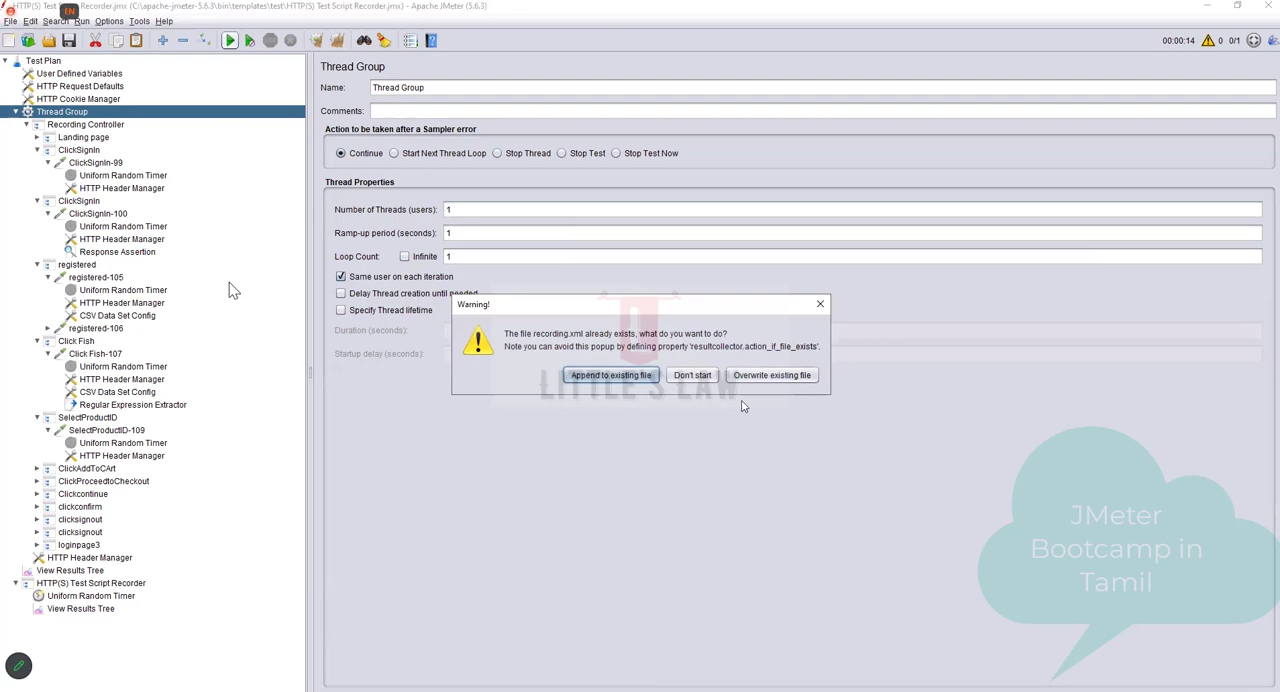 HTTP(S) Test Script Recorder.jmx (C:\apache-jmeter-5.6.3\bin\templates\test\HTTP(S) Test Script Recorder.jmx) - Apache JMeter (5.6.3)
EN
File Edit Search Run Options Tools Help
00:00:14 0 0/1
Test Plan
User Defined Variables
HTTP Request Defaults
HTTP Cookie Manager
Thread Group
Recording Controller
Landing page
ClickSignIn
ClickSignIn-99
Uniform Random Timer
HTTP Header Manager
ClickSignIn
ClickSignIn-100
Uniform Random Timer
HTTP Header Manager
Response Assertion
registered
registered-105
Uniform Random Timer
HTTP Header Manager
CSV Data Set Config
registered-106
Click Fish
Click Fish-107
Uniform Random Timer
HTTP Header Manager
CSV Data Set Config
Regular Expression Extractor
SelectProductID
SelectProductID-109
Uniform Random Timer
HTTP Header Manager
ClickAddToCArt
ClickProceedtoCheckout
Clickcontinue
clickconfirm
clicksignout
clicksignout
loginpage3
HTTP Header Manager
View Results Tree
HTTP(S) Test Script Recorder
Uniform Random Timer
View Results Tree
Thread Group
Name: Thread Group
Comments:
Action to be taken after a Sampler error
Continue Start Next Thread Loop Stop Thread Stop Test Stop Test Now
Thread Properties
Number of Threads (users): 1
Ramp-up period (seconds): 1
Loop Count: Infinite 1
Same user on each iteration
Delay Thread creation until needed
Specify Thread lifetime
Duration (seconds):
Startup delay (seconds):
Warning!
The file recording.xml already exists, what do you want to do?
Note you can avoid this popup by defining property 'resultcollector.action_if_file_exists'.
Append to existing file Don't start Overwrite existing file
LITTLE'S LAW
JMeter
Bootcamp in
Tamil